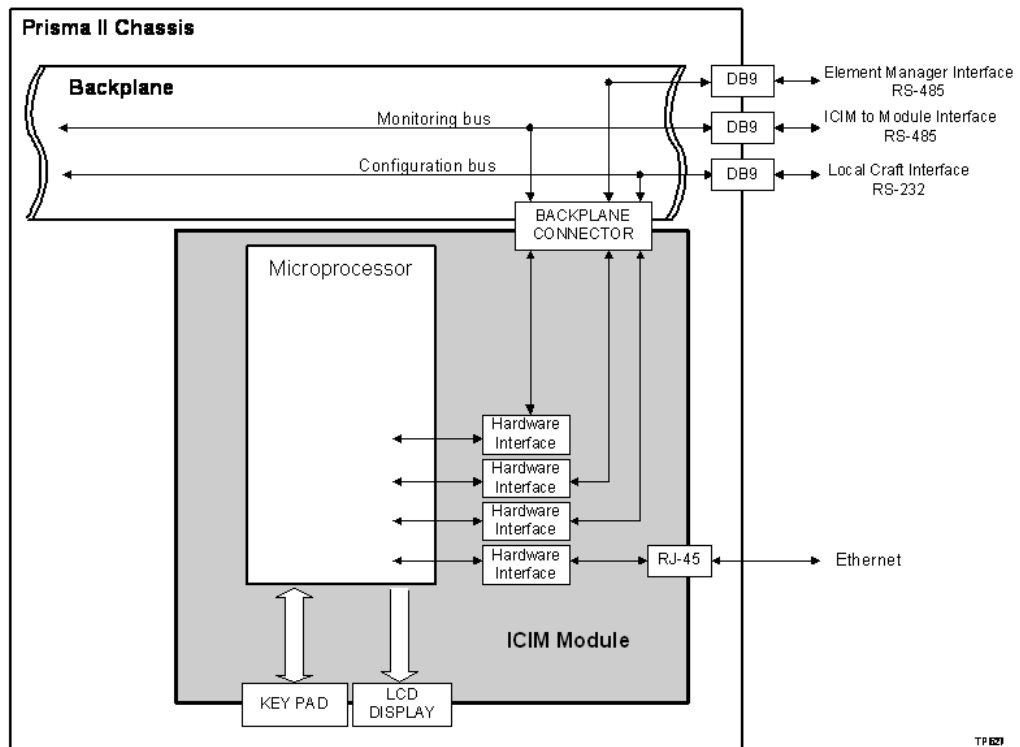 Prisma II Chassis
Backplane
Monitoring bus
Configuration bus
DB9
Element Manager Interface
RS-485
DB9
ICIM to Module Interface
RS-485
DB9
Local Craft Interface
RS-232
BACKPLANE
CONNECTOR
Microprocessor
Hardware
Interface
Hardware
Interface
Hardware
Interface
Hardware
Interface
RJ-45
Ethernet
ICIM Module
KEY PAD
LCD
DISPLAY